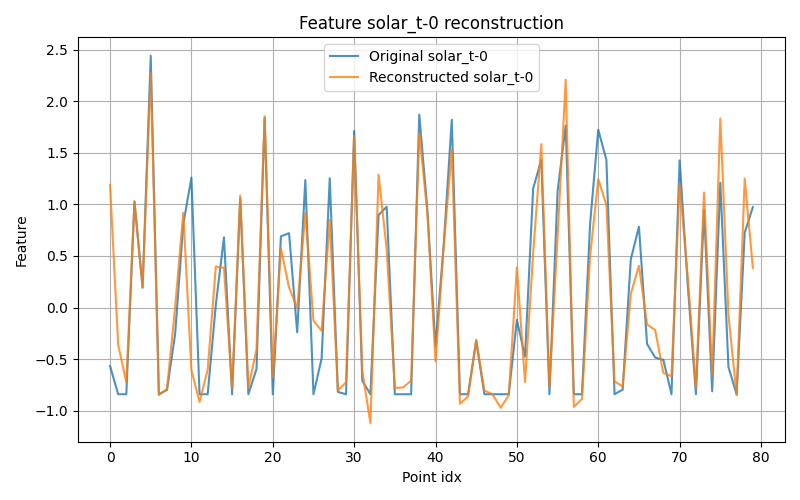 Feature solar_t-0 reconstruction
Original solar_t-0
Reconstructed solar_t-0
Feature
2.5
2.0
1.5
1.0
0.5
0.0
−0.5
−1.0
0 10 20 30 40 50 60 70 80
Point idx